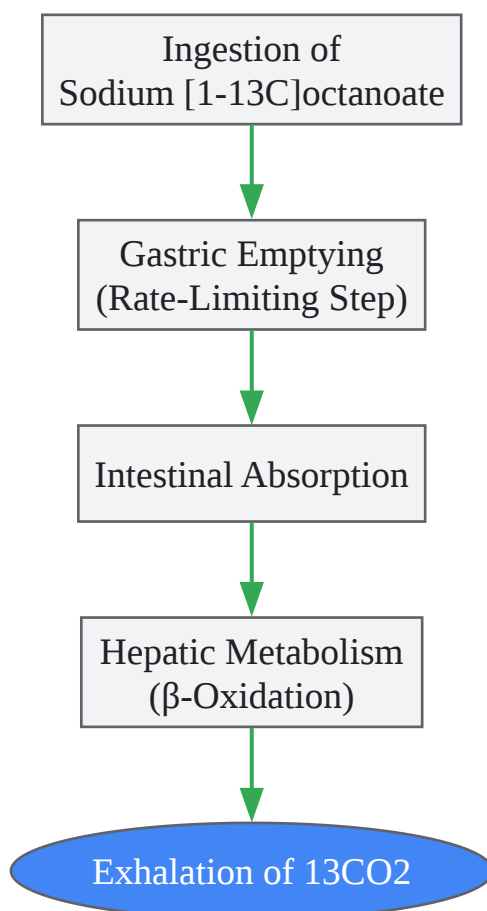 Ingestion of
Sodium [1-13C]octanoate
Gastric Emptying
(Rate-Limiting Step)
Intestinal Absorption
Hepatic Metabolism
(β-Oxidation)
Exhalation of 13CO2